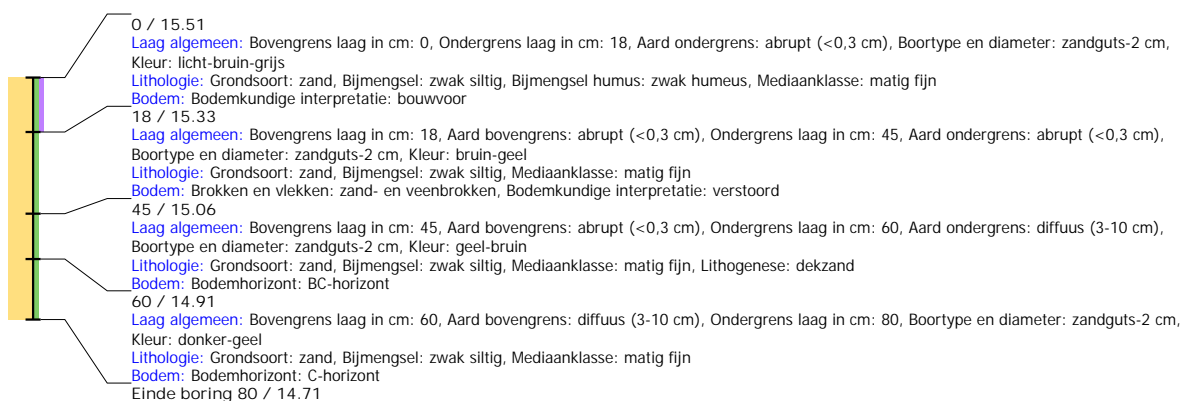 0 / 15.51
Laag algemeen: Bovengrens laag in cm: 0, Ondergrens laag in cm: 18, Aard ondergrens: abrupt (<0,3 cm), Boortype en diameter: zandguts-2 cm,
Kleur: licht-bruin-grijs
Lithologie: Grondsoort: zand, Bijmengsel: zwak siltig, Bijmengsel humus: zwak humeus, Mediaanklasse: matig fijn
Bodem: Bodemkundige interpretatie: bouwvoor
18 / 15.33
Laag algemeen: Bovengrens laag in cm: 18, Aard bovengrens: abrupt (<0,3 cm), Ondergrens laag in cm: 45, Aard ondergrens: abrupt (<0,3 cm),
Boortype en diameter: zandguts-2 cm, Kleur: bruin-geel
Lithologie: Grondsoort: zand, Bijmengsel: zwak siltig, Mediaanklasse: matig fijn
Bodem: Brokken en vlekken: zand- en veenbrokken, Bodemkundige interpretatie: verstoord
45 / 15.06
Laag algemeen: Bovengrens laag in cm: 45, Aard bovengrens: abrupt (<0,3 cm), Ondergrens laag in cm: 60, Aard ondergrens: diffuus (3-10 cm),
Boortype en diameter: zandguts-2 cm, Kleur: geel-bruin
Lithologie: Grondsoort: zand, Bijmengsel: zwak siltig, Mediaanklasse: matig fijn, Lithogenese: dekzand
Bodem: Bodemhorizont: BC-horizont
60 / 14.91
Laag algemeen: Bovengrens laag in cm: 60, Aard bovengrens: diffuus (3-10 cm), Ondergrens laag in cm: 80, Boortype en diameter: zandguts-2 cm,
Kleur: donker-geel
Lithologie: Grondsoort: zand, Bijmengsel: zwak siltig, Mediaanklasse: matig fijn
Bodem: Bodemhorizont: C-horizont
Einde boring 80 / 14.71